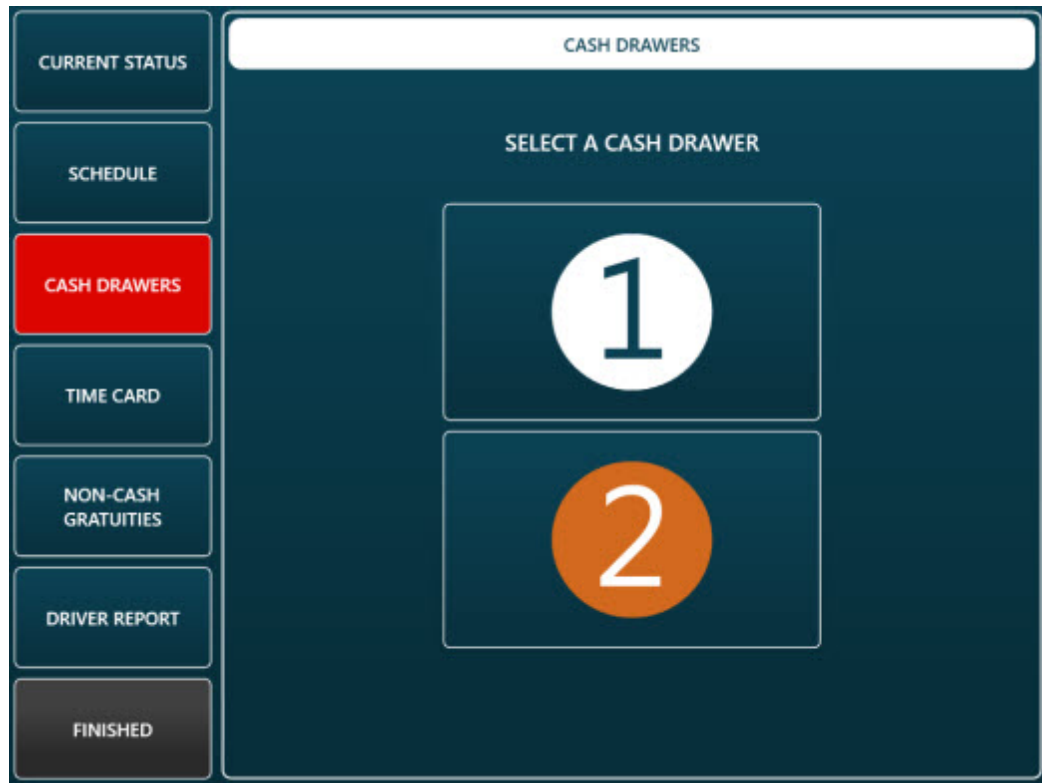 CURRENT STATUS
SCHEDULE
CASH DRAWERS
TIME CARD
NON-CASH
GRATUITIES
DRIVER REPORT
FINISHED
CASH DRAWERS
SELECT A CASH DRAWER
1
2